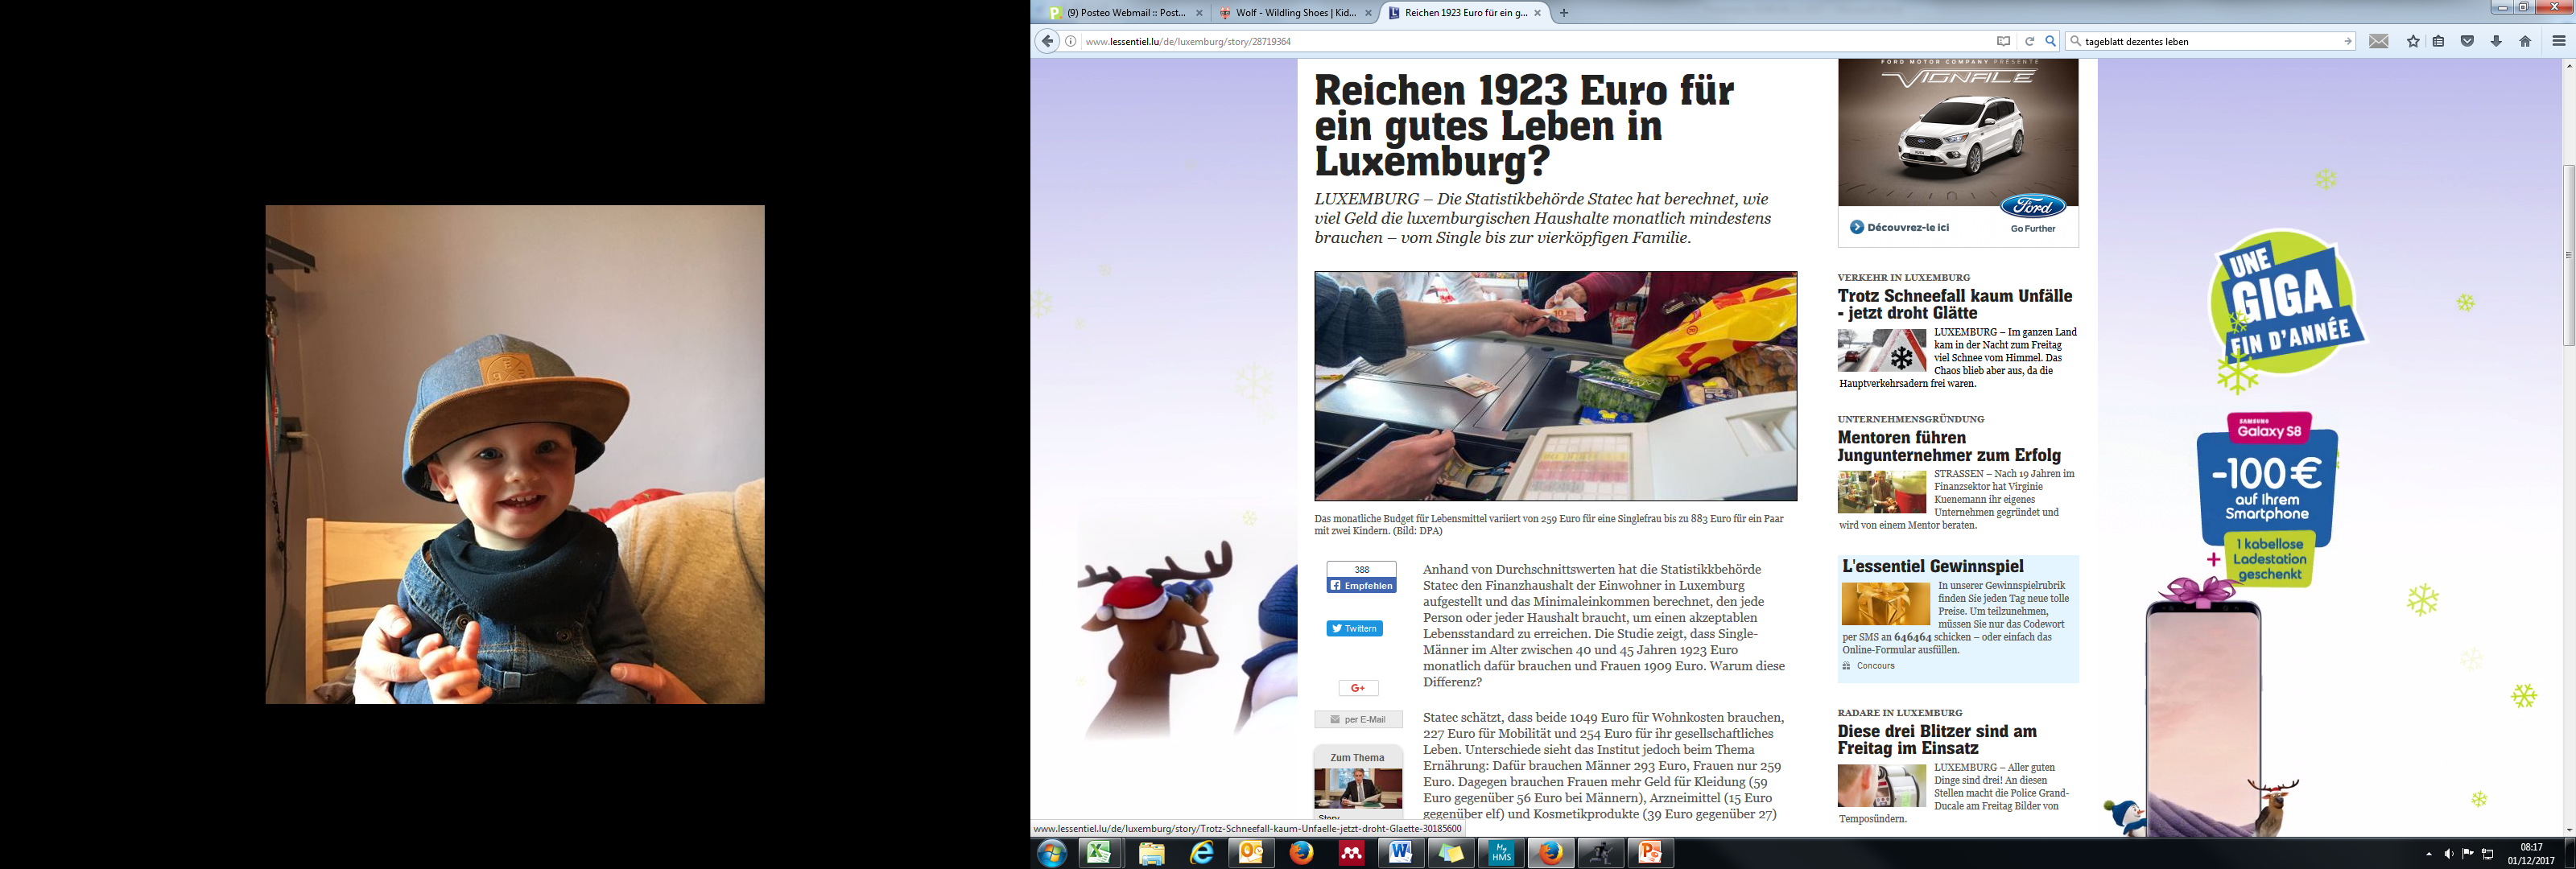 (9) Posteo Webmail :: Post...
Wolf - Wildling Shoes | Kid...
Reichen 1923 Euro für ein g...
www.lessentiel.lu/de/luxemburg/story/28719364
tageblatt dezentes leben
Reichen 1923 Euro für
ein gutes Leben in
Luxemburg?
LUXEMBURG – Die Statistikbehörde Statec hat berechnet, wie
viel Geld die luxemburgischen Haushalte monatlich mindestens
brauchen – vom Single bis zur vierköpfigen Familie.
10
Das monatliche Budget für Lebensmittel variiert von 259 Euro für eine Singlefrau bis zu 883 Euro für ein Paar
mit zwei Kindern. (Bild: DPA)
388
Empfehlen
Twittern
G+
per E-Mail
Zum Thema
Story
Anhand von Durchschnittswerten hat die Statistikkbehörde
Statec den Finanzhaushalt der Einwohner in Luxemburg
aufgestellt und das Minimaleinkommen berechnet, den jede
Person oder jeder Haushalt braucht, um einen akzeptablen
Lebensstandard zu erreichen. Die Studie zeigt, dass Single-
Männer im Alter zwischen 40 und 45 Jahren 1923 Euro
monatlich dafür brauchen und Frauen 1909 Euro. Warum diese
Differenz?
Statec schätzt, dass beide 1049 Euro für Wohnkosten brauchen,
227 Euro für Mobilität und 254 Euro für ihr gesellschaftliches
Leben. Unterschiede sieht das Institut jedoch beim Thema
Ernährung: Dafür brauchen Männer 293 Euro, Frauen nur 259
Euro. Dagegen brauchen Frauen mehr Geld für Kleidung (59
Euro gegenüber 56 Euro bei Männern), Arzneimittel (15 Euro
gegenüber elf) und Kosmetikprodukte (39 Euro gegenüber 27)
FORD MOTOR COMPANY PRÉSENTE
VIGNALE
Ford
Découvrez-le ici
Go Further
VERKEHR IN LUXEMBURG
Trotz Schneefall kaum Unfälle
- jetzt droht Glätte
LUXEMBURG – Im ganzen Land
kam in der Nacht zum Freitag
viel Schnee vom Himmel. Das
Chaos blieb aber aus, da die
Hauptverkehrsadern frei waren.
UNTERNEHMENSGRÜNDUNG
Mentoren führen
Jungunternehmer zum Erfolg
STRASSEN – Nach 19 Jahren im
Finanzsektor hat Virginie
Kuenemann ihr eigenes
Unternehmen gegründet und
wird von einem Mentor beraten.
L'essentiel Gewinnspiel
In unserer Gewinnspielrubrik
finden Sie jeden Tag neue tolle
Preise. Um teilzunehmen,
müssen Sie nur das Codewort
per SMS an 646464 schicken – oder einfach das
Online-Formular ausfüllen.
Concours
RADARE IN LUXEMBURG
Diese drei Blitzer sind am
Freitag im Einsatz
LUXEMBURG – Aller guten
Dinge sind drei! An diesen
Stellen macht die Police Grand-
Ducale am Freitag Bilder von
Temposündern.
UNE
GIGA
FIN D'ANNÉE
SAMSUNG
Galaxy S8
-100 €
auf Ihrem
Smartphone
+
1 kabellose
Ladestation
geschenkt
www.lessentiel.lu/de/luxemburg/story/Trotz-Schneefall-kaum-Unfaelle-jetzt-droht-Glaette-30185600
My
HMS
08:17
01/12/2017